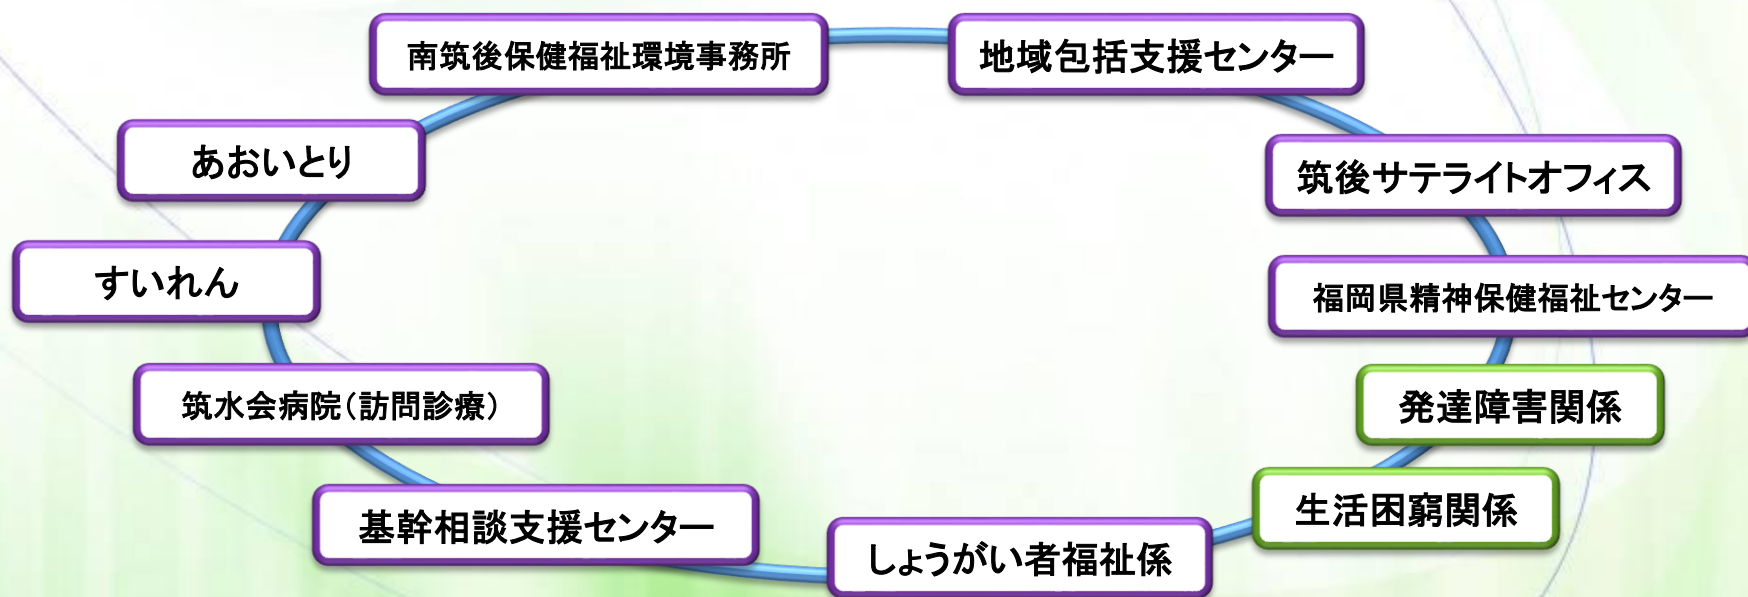 南筑後保健福祉環境事務所
地域包括支援センター
あおいとり
筑後サテライトオフィス
すいれん
福岡県精神保健福祉センター
筑水会病院(訪問診療)
発達障害関係
基幹相談支援センター
生活困窮関係
しょうがい者福祉係